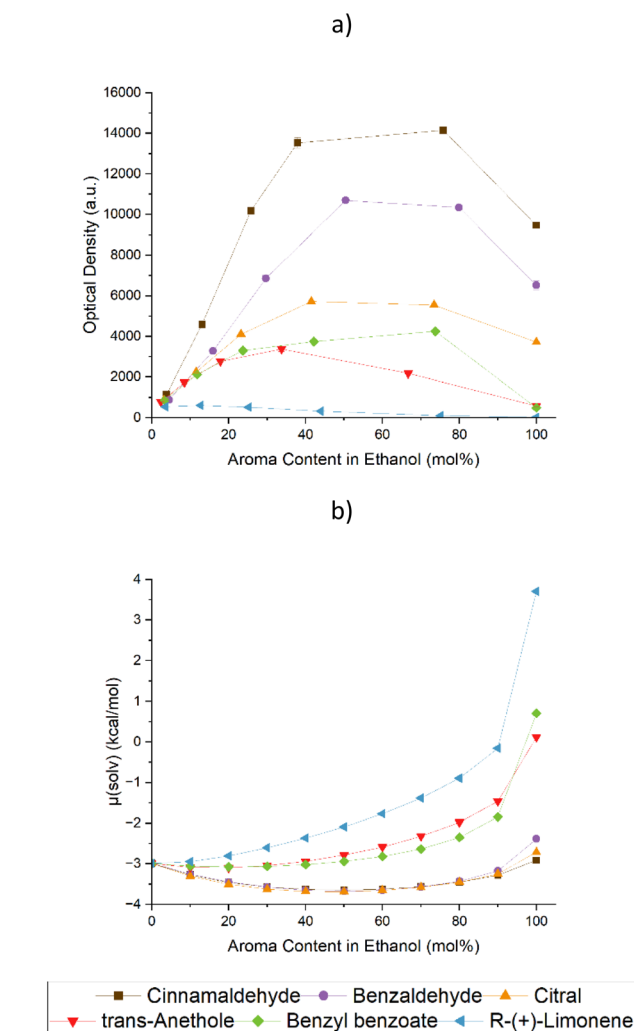 a)
16000
14000
12000
10000
8000
6000
4000
2000
0
Optical Density (a.u.)
0 20 40 60 80 100
Aroma Content in Ethanol (mol%)
b)
4
3
2
1
0
−1
−2
−3
−4
μ(solv) (kcal/mol)
0 20 40 60 80 100
Aroma Content in Ethanol (mol%)
Cinnamaldehyde Benzaldehyde Citral
trans-Anethole Benzyl benzoate R-(+)-Limonene